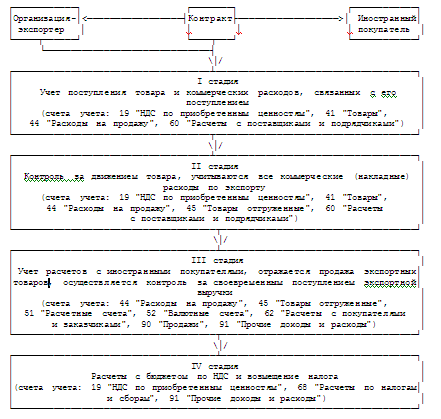 Организация- Контракт Иностранный
экспортер покупатель
I стадия
Учет поступления товара и коммерческих расходов, связанных с его
поступлением
(счета учета: 19 "НДС по приобретенным ценностям", 41 "Товары",
44 "Расходы на продажу", 60 "Расчеты с поставщиками и подрядчиками")
II стадия
Контроль за движением товара, учитываются все коммерческие (накладные)
расходы по экспорту
(счета учета: 19 "НДС по приобретенным ценностям", 41 "Товары",
44 "Расходы на продажу", 45 "Товары отгруженные", 60 "Расчеты
с поставщиками и подрядчиками")
III стадия
Учет расчетов с иностранными покупателями, отражается продажа экспортных
товаров, осуществляется контроль за своевременным поступлением экспортной
выручки
(счета учета: 44 "Расходы на продажу", 45 "Товары отгруженные",
51 "Расчетные счета", 52 "Валютные счета", 62 "Расчеты с покупателями
и заказчиками", 90 "Продажи", 91 "Прочие доходы и расходы")
IV стадия
Расчеты с бюджетом по НДС и возмещение налога
(счета учета: 19 "НДС по приобретенным ценностям", 68 "Расчеты по налогам
и сборам", 91 "Прочие доходы и расходы")